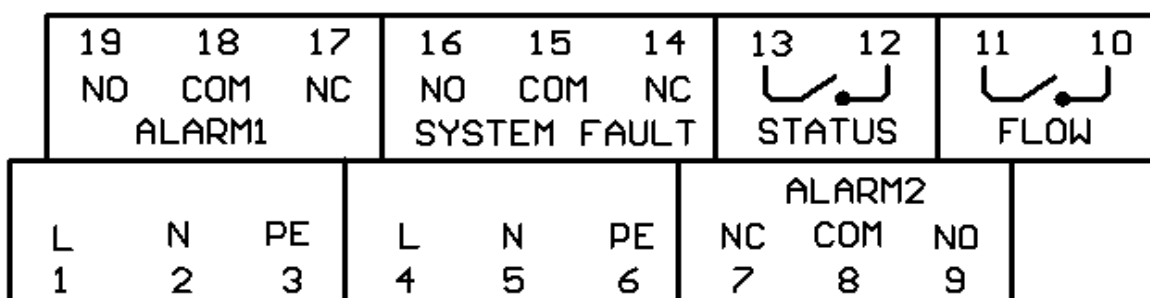 19 18 17 16 15 14 13 12 11 10
NO COM NC NO COM NC
ALARM1 SYSTEM FAULT STATUS FLOW
ALARM2
L N PE L N PE NC COM NO
1 2 3 4 5 6 7 8 9